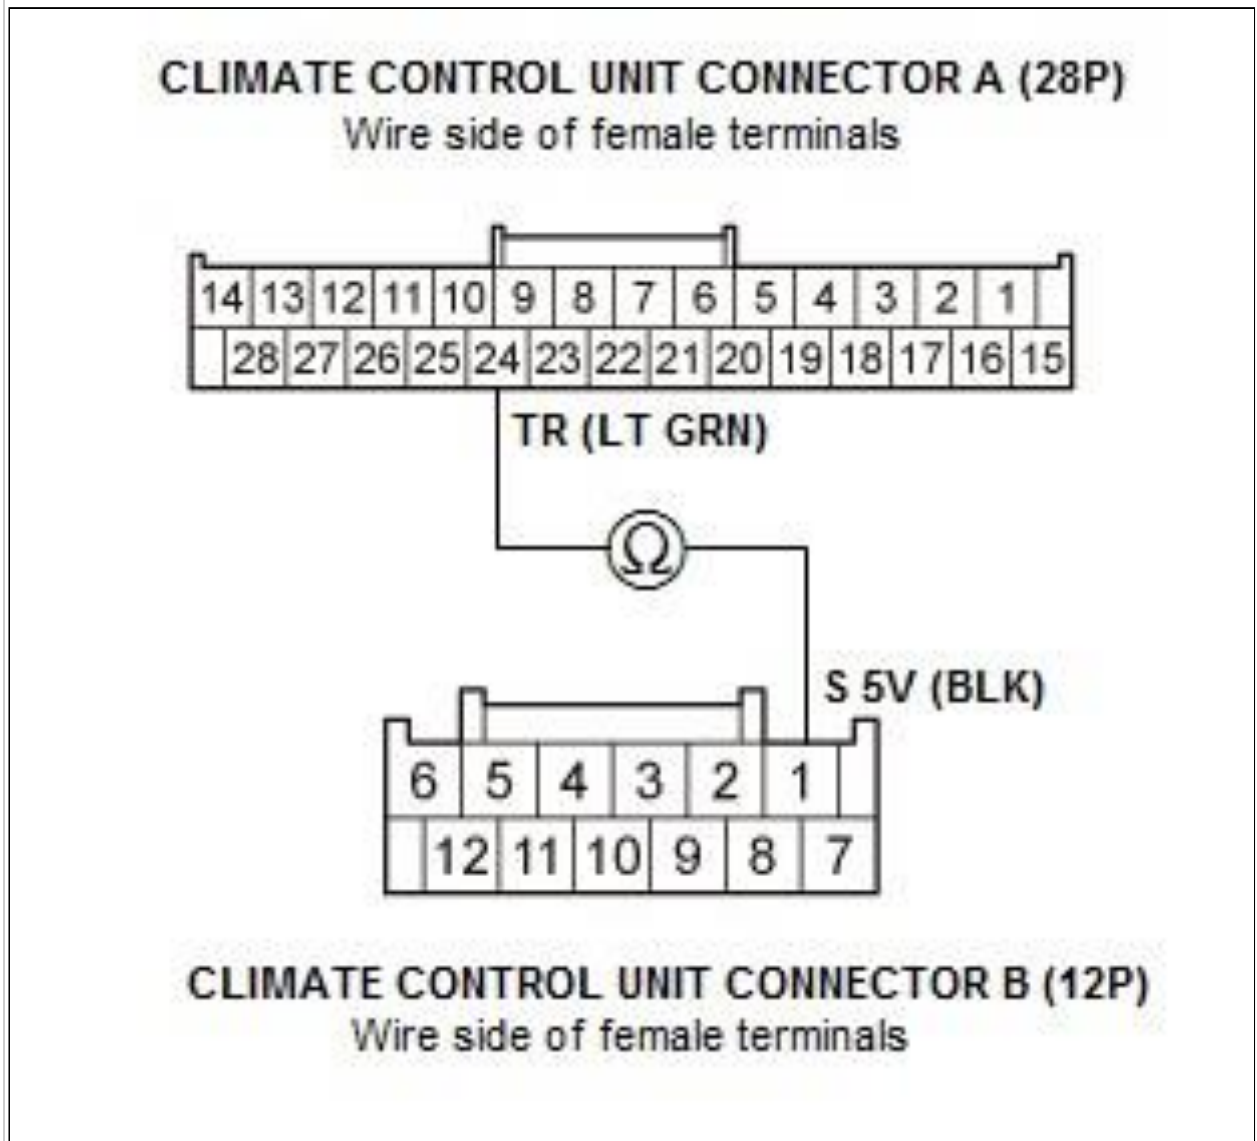 CLIMATE CONTROL UNIT CONNECTOR A (28P)
Wire side of female terminals
14 13 12 11 10 9 8 7 6 5 4 3 2 1
28 27 26 25 24 23 22 21 20 19 18 17 16 15
TR (LT GRN)
Ω
S 5V (BLK)
6 5 4 3 2 1
12 11 10 9 8 7
CLIMATE CONTROL UNIT CONNECTOR B (12P)
Wire side of female terminals